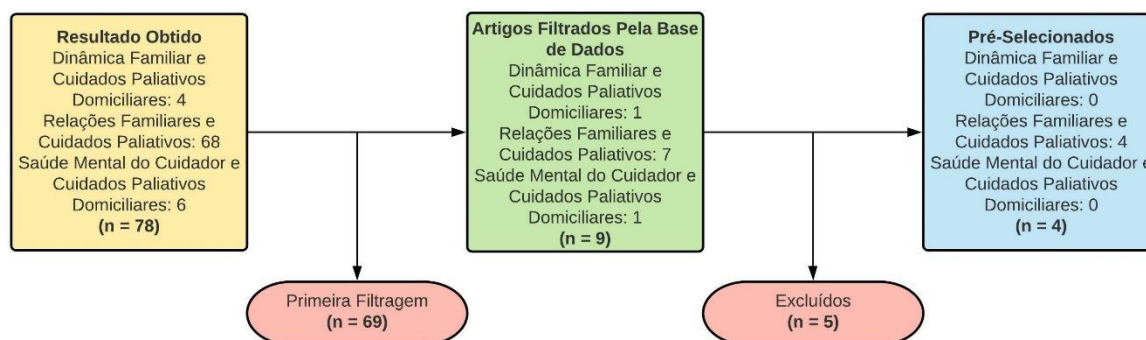 Resultado Obtido
Dinâmica Familiar e
Cuidados Paliativos
Domiciliares: 4
Relações Familiares e
Cuidados Paliativos: 68
Saúde Mental do Cuidador e
Cuidados Paliativos
Domiciliares: 6
(n = 78)
Artigos Filtrados Pela Base
de Dados
Dinâmica Familiar e
Cuidados Paliativos
Domiciliares: 1
Relações Familiares e
Cuidados Paliativos: 7
Saúde Mental do Cuidador e
Cuidados Paliativos
Domiciliares: 1
(n = 9)
Pré-Selecionados
Dinâmica Familiar e
Cuidados Paliativos
Domiciliares: 0
Relações Familiares e
Cuidados Paliativos: 4
Saúde Mental do Cuidador e
Cuidados Paliativos
Domiciliares: 0
(n = 4)
Primeira Filtragem
(n = 69)
Excluídos
(n = 5)